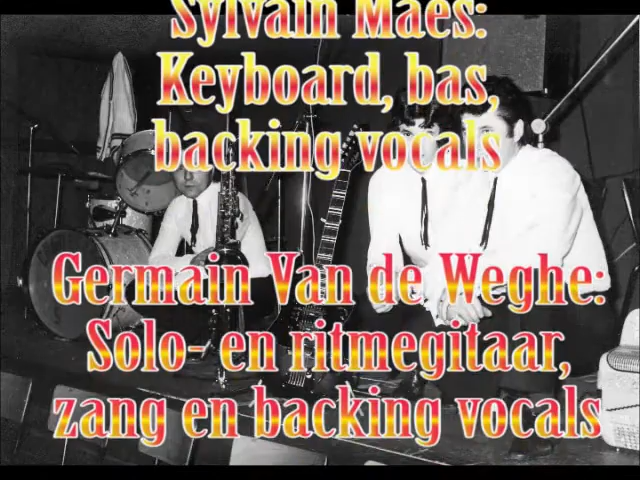 Sylvain Maes:
Keyboard, bas,
backing vocals
Germain Van de Weghe:
Solo- en ritmegitaar,
zang en backing vocals